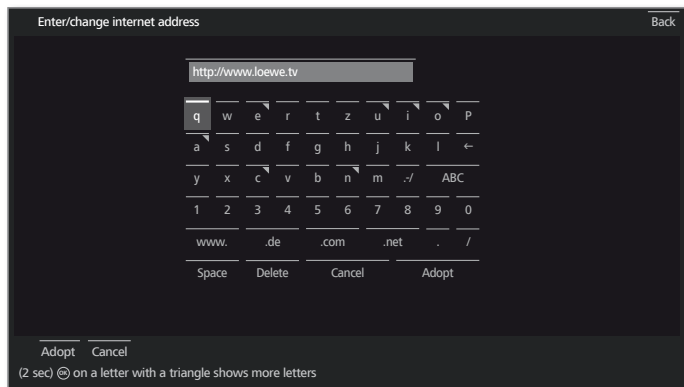 Enter/change internet address Back
http://www.loewe.tv
q w e r t z u i o P
a s d f g h j k l ←
y x c v b n m .-/ ABC
1 2 3 4 5 6 7 8 9 0
www. .de .com .net . /
Space Delete Cancel Adopt
Adopt Cancel
(2 sec) OK on a letter with a triangle shows more letters